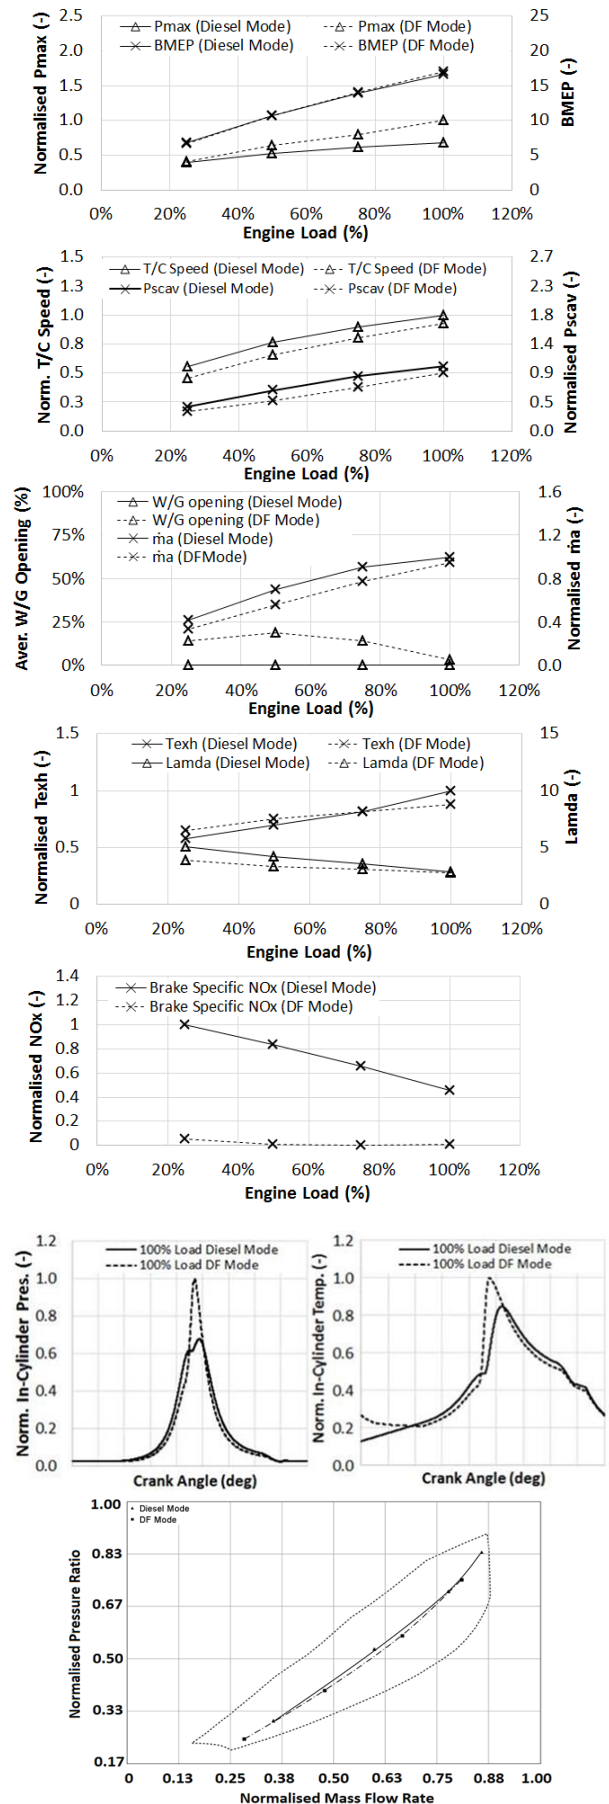 2.5 25
Pmax (Diesel Mode) Pmax (DF Mode)
BMEP (Diesel Mode) BMEP (DF Mode)
2.0 20
1.5 15
1.0 10
0.5 5
0.0 0
Normalised Pmax (-)
BMEP (-)
0% 20% 40% 60% 80% 100% 120%
Engine Load (%)
1.5 2.7
T/C Speed (Diesel Mode) T/C Speed (DF Mode)
Pscav (Diesel Mode) Pscav (DF Mode)
1.3 2.3
1.0 1.8
0.8 1.4
0.5 0.9
0.3 0.5
0.0 0.0
Norm. T/C Speed (-)
Normalised Pscav (-)
0% 20% 40% 60% 80% 100% 120%
Engine Load (%)
100% 1.6
W/G opening (Diesel Mode)
W/G opening (DF Mode)
ṁa (Diesel Mode)
ṁa (DFMode)
75% 1.2
50% 0.8
25% 0.4
0% 0.0
Aver. W/G Opening (%)
Normalised ṁa (-)
0% 20% 40% 60% 80% 100% 120%
Engine Load (%)
1.5 15
Texh (Diesel Mode) Texh (DF Mode)
Lamda (Diesel Mode) Lamda (DF Mode)
1 10
0.5 5
0 0
Normalised Texh (-)
Lamda (-)
0% 20% 40% 60% 80% 100% 120%
Engine Load (%)
1.4
Brake Specific NOx (Diesel Mode)
Brake Specific NOx (DF Mode)
1.2
1
0.8
0.6
0.4
0.2
0
Normalised NOx (-)
0% 20% 40% 60% 80% 100% 120%
Engine Load (%)
1.2
100% Load Diesel Mode
100% Load DF Mode
1.0
0.8
0.6
0.4
0.2
0.0
Norm. In-Cylinder Pres. (-)
Crank Angle (deg)
1.2
100% Load Diesel Mode
100% Load DF Mode
1.0
0.8
0.6
0.4
0.2
0.0
Norm. In-Cylinder Temp. (-)
Crank Angle (deg)
1.00
Diesel Mode
DF Mode
0.83
0.67
0.50
0.33
0.17
Normalised Pressure Ratio
0 0.13 0.25 0.38 0.50 0.63 0.75 0.88 1.00
Normalised Mass Flow Rate